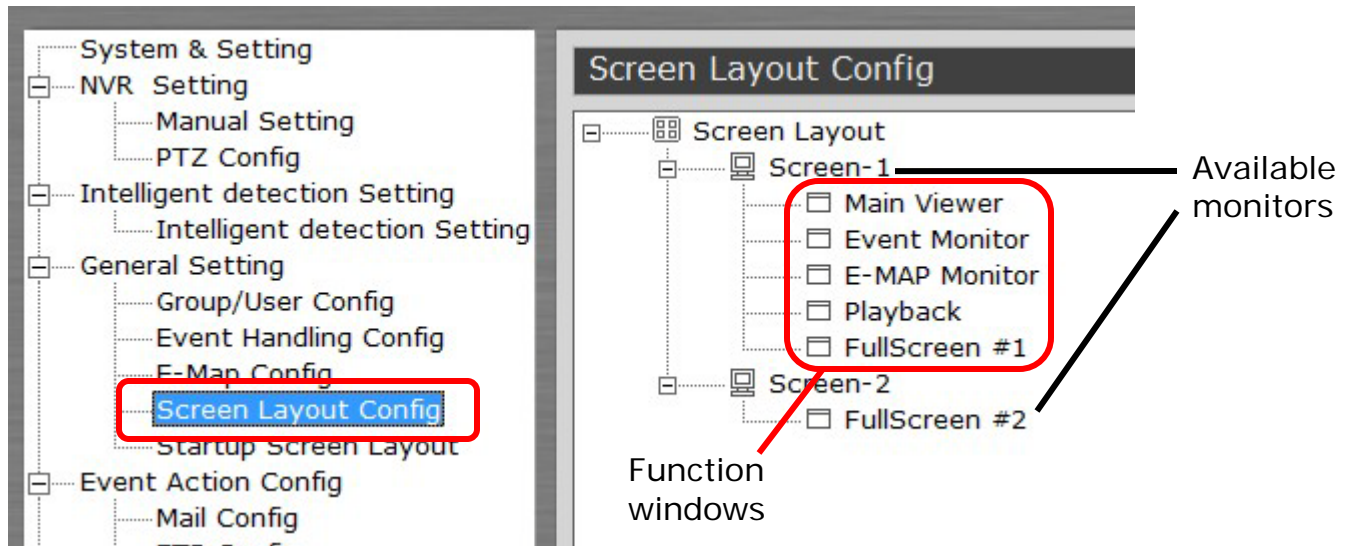 System & Setting
NVR Setting
Manual Setting
PTZ Config
Intelligent detection Setting
Intelligent detection Setting
General Setting
Group/User Config
Event Handling Config
E-Map Config
Screen Layout Config
Startup Screen Layout
Event Action Config
Mail Config
Screen Layout Config
Screen Layout
Screen-1
Main Viewer
Event Monitor
E-MAP Monitor
Playback
FullScreen #1
Screen-2
FullScreen #2
Available
monitors
Function
windows